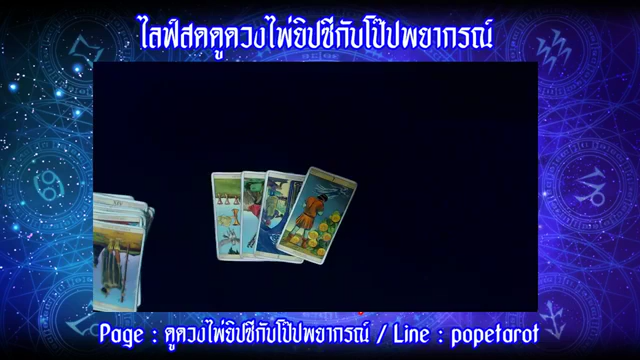 ไลฟ์สดดูดวงไพ่ยิปซีกับโป๊ปพยากรณ์
Page : ดูดวงไพ่ยิปซีกับโป๊ปพยากรณ์ / Line : popetarot